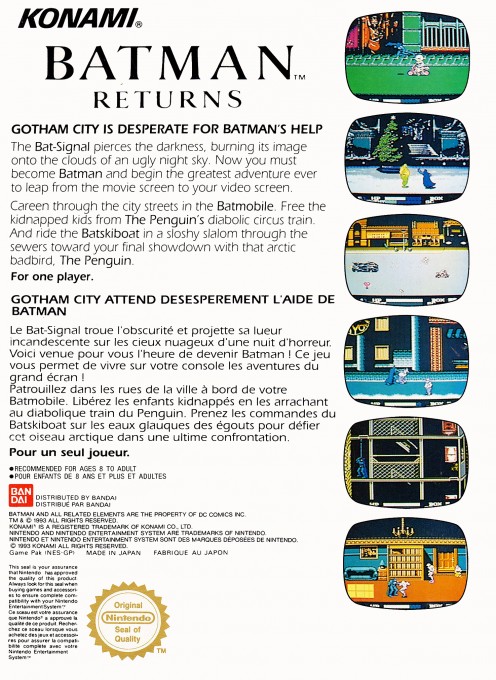 KONAMI®
BATMAN™
RETURNS
GOTHAM CITY IS DESPERATE FOR BATMAN'S HELP
The Bat-Signal pierces the darkness, burning its image
onto the clouds of an ugly night sky. Now you must
become Batman and begin the greatest adventure ever
to leap from the movie screen to your video screen.
Careen through the city streets in the Batmobile. Free the
kidnapped kids from The Penguin's diabolic circus train.
And ride the Batskiboat in a sloshy slalom through the
sewers toward your final showdown with that arctic
badbird, The Penguin.
For one player.
GOTHAM CITY ATTEND DESESPEREMENT L'AIDE DE
BATMAN
Le Bat-Signal troue l'obscurité et projette sa lueur
incandescente sur les cieux nuageux d'une nuit d'horreur.
Voici venue pour vous l'heure de devenir Batman ! Ce jeu
vous permet de vivre sur votre console les aventures du
grand écran !
Patrouillez dans les rues de la ville à bord de votre
Batmobile. Libérez les enfants kidnappés en les arrachant
au diabolique train du Penguin. Prenez les commandes du
Batskiboat sur les eaux glauques des égouts pour défier
cet oiseau arctique dans une ultime confrontation.
Pour un seul joueur.
●RECOMMENDED FOR AGES 8 TO ADULT
●POUR ENFANTS DE 8 ANS ET PLUS ET ADULTES
BAN
DAI
DISTRIBUTED BY BANDAI
DISTRIBUÉ PAR BANDAI
BATMAN AND ALL RELATED ELEMENTS ARE THE PROPERTY OF DC COMICS INC.
TM & © 1993 ALL RIGHTS RESERVED.
KONAMI® IS A REGISTERED TRADEMARK OF KONAMI CO., LTD.
NINTENDO AND NINTENDO ENTERTAINMENT SYSTEM ARE TRADEMARKS OF NINTENDO.
NINTENDO ET NINTENDO ENTERTAINMENT SYSTEM SONT DES MARQUES DÉPOSÉES DE NINTENDO.
© 1993 KONAMI ALL RIGHTS RESERVED.
Game Pak (NES-GP) MADE IN JAPAN FABRIQUE AU JAPON
This seal is your assurance
that Nintendo has approved
the quality of this product.
Always look for this seal when
buying games and accessori-
es to ensure complete com-
patibility with your Nintendo
Entertainment System™
Ce sceau est votre assurance
que Nintendo® a approuvé la
qualité de ce produit. Recher-
chez ce sceau lorsque vous
achetez des jeux et accessoi-
res pour assurer la compati-
bilité complète avec votre
Nintendo Entertainment
System™
Original
Nintendo
Seal of
Quality
TM